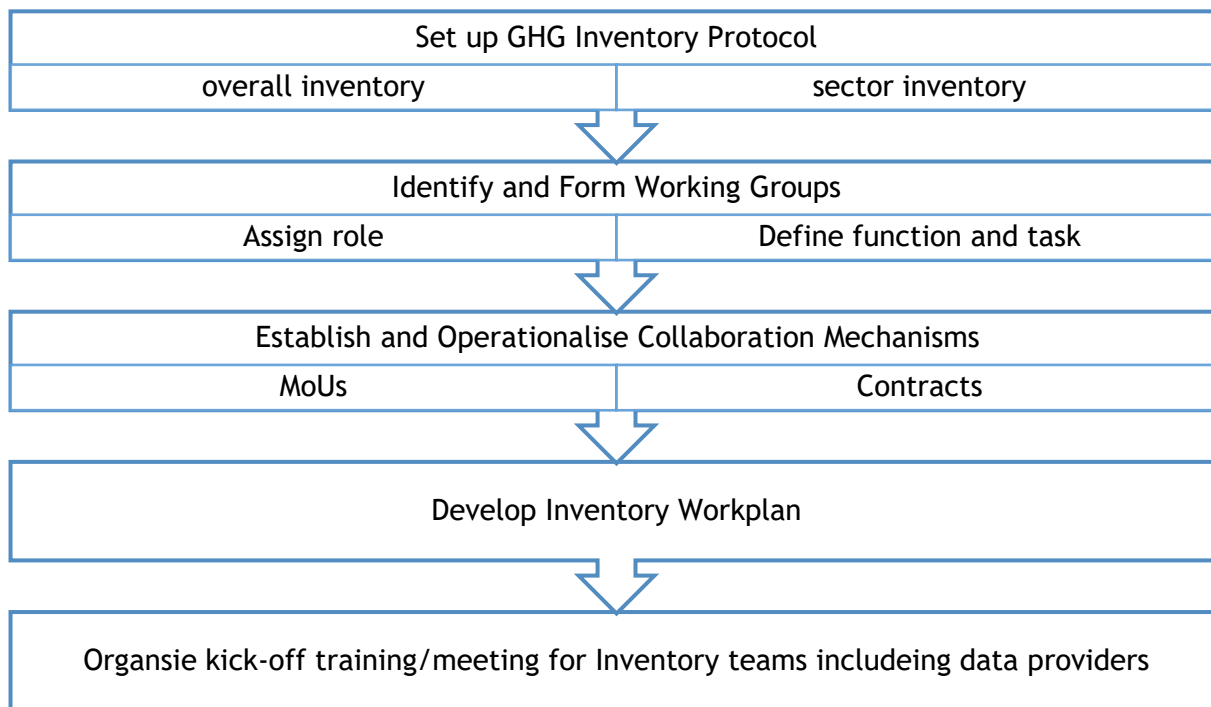 Set up GHG Inventory Protocol
overall inventory
sector inventory
Identify and Form Working Groups
Assign role
Define function and task
Establish and Operationalise Collaboration Mechanisms
MoUs
Contracts
Develop Inventory Workplan
Organsie kick-off training/meeting for Inventory teams includeing data providers